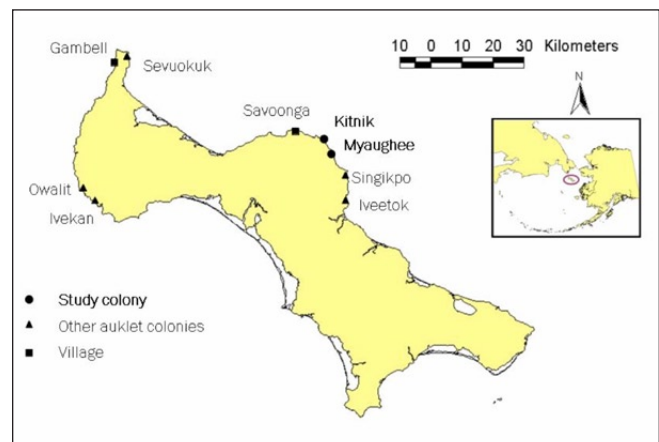 10 0 10 20 30 Kilometers
N
Gambell
Sevuokuk
Savoonga
Kitnik
Myaughee
Singikpo
Iveetok
Owalit
Ivekan
Study colony
Other auklet colonies
Village